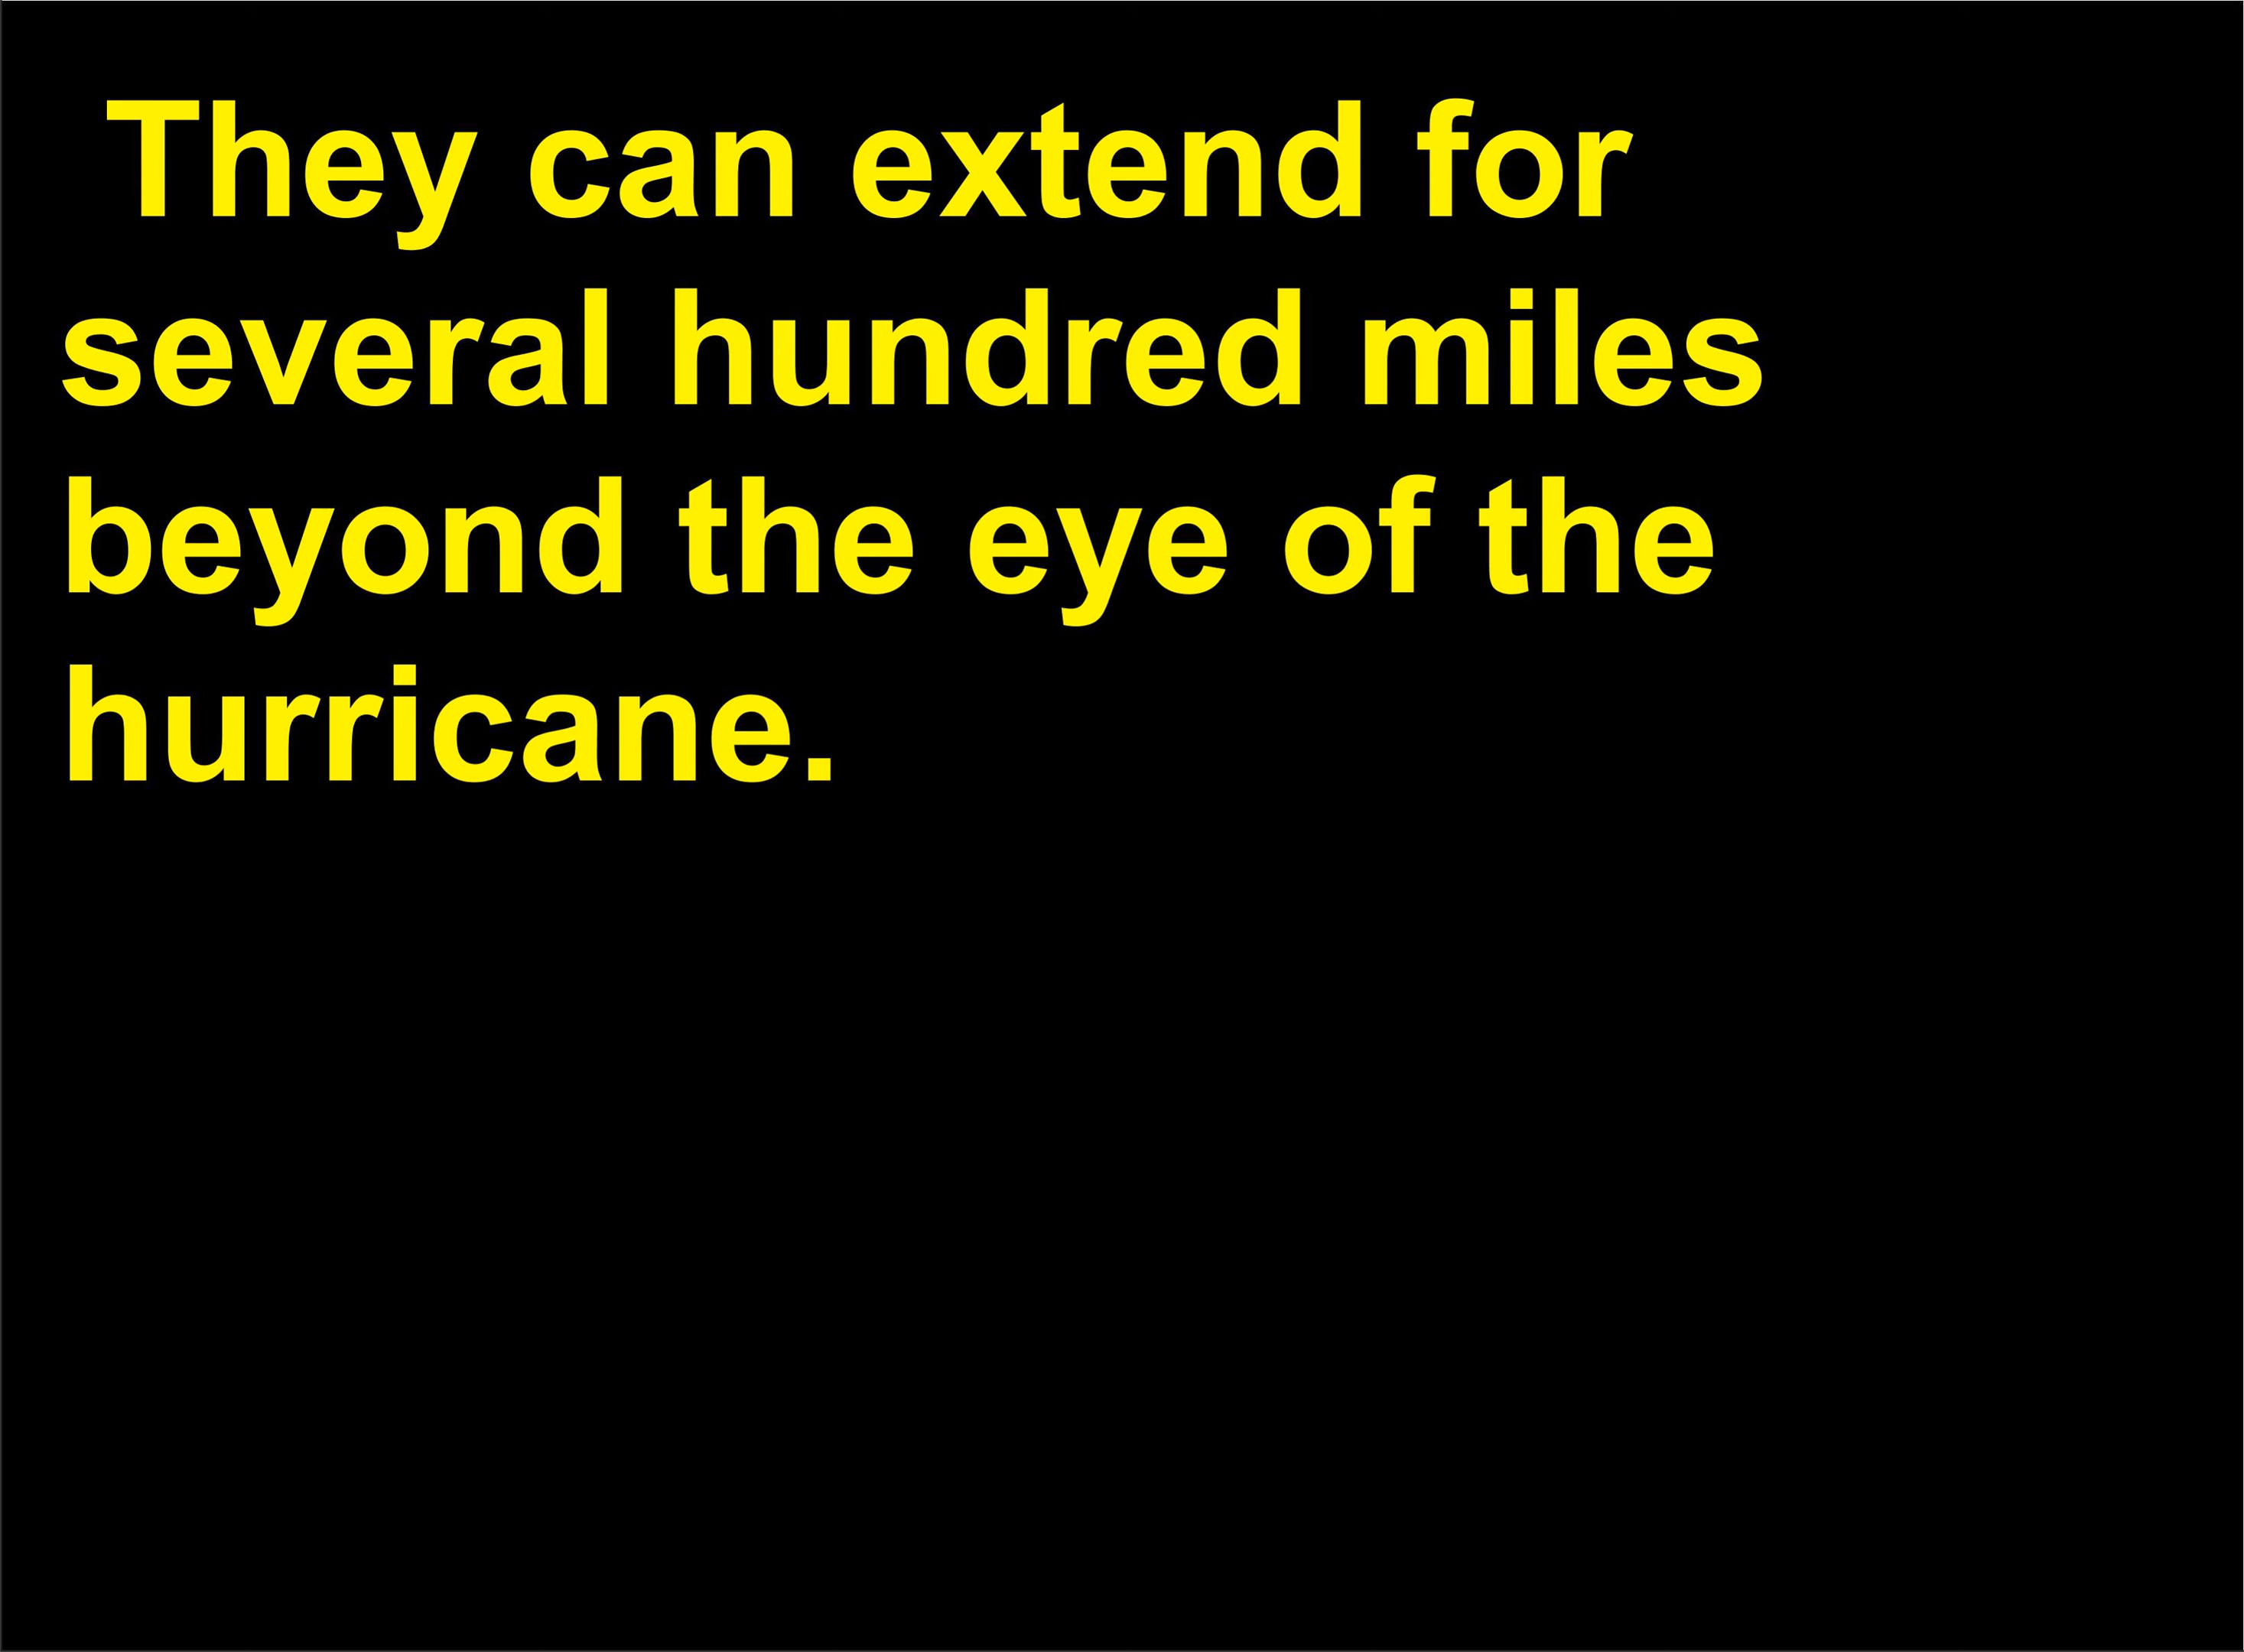 They can extend for
several hundred miles
beyond the eye of the
hurricane.